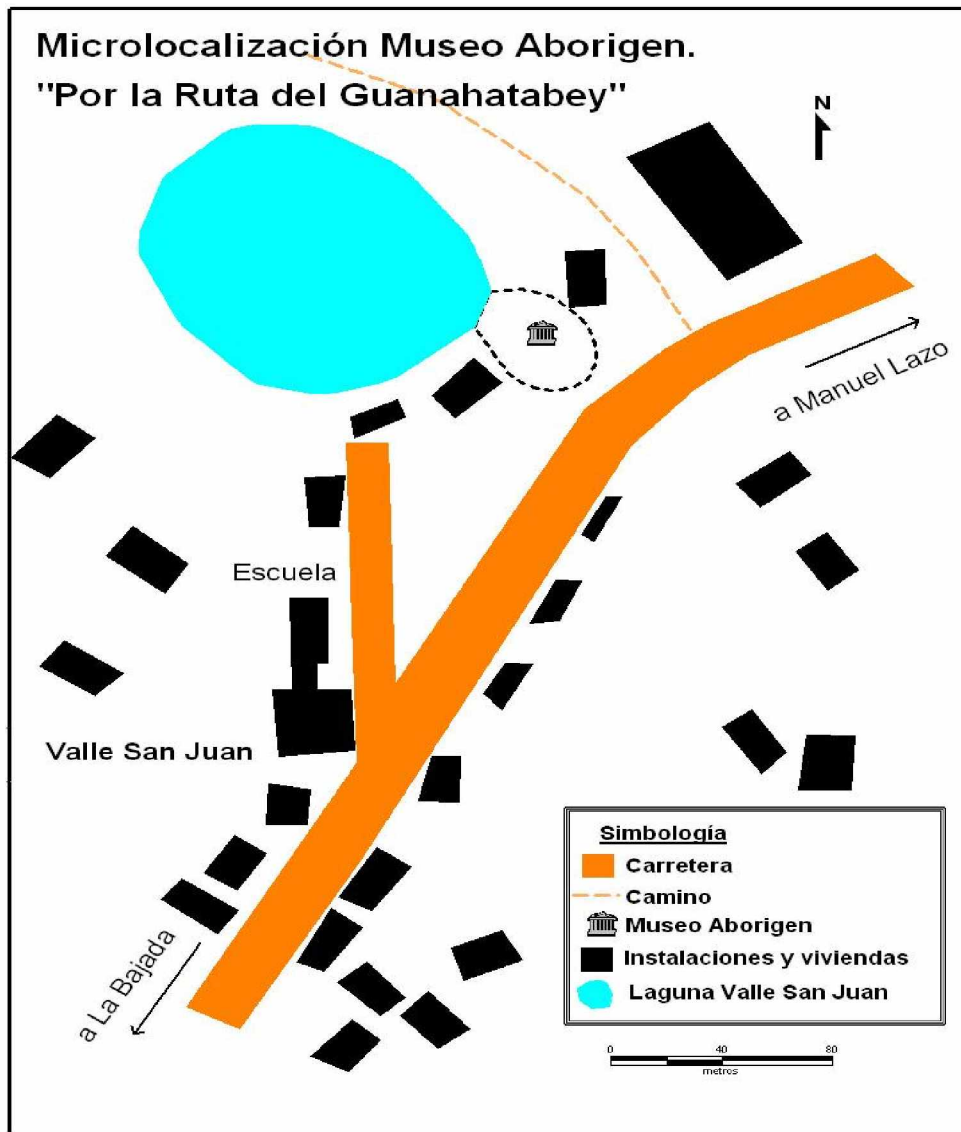 Microlocalización Museo Aborigen.
"Por la Ruta del Guanahatabey"
N
a Manuel Lazo
Escuela
Valle San Juan
a La Bajada
Simbología
Carretera
Camino
Museo Aborigen
Instalaciones y viviendas
Laguna Valle San Juan
0 40 80
metros